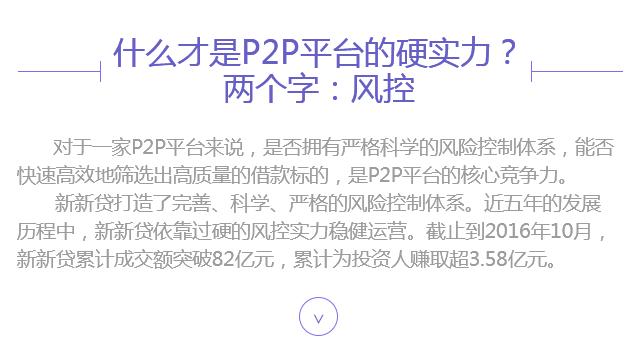 什么才是P2P平台的硬实力？
两个字：风控
对于一家P2P平台来说，是否拥有严格科学的风险控制体系，能否
快速高效地筛选出高质量的借款标的，是P2P平台的核心竞争力。
新新贷打造了完善、科学、严格的风险控制体系。近五年的发展
历程中，新新贷依靠过硬的风控实力稳健运营。截止到2016年10月，
新新贷累计成交额突破82亿元，累计为投资人赚取超3.58亿元。